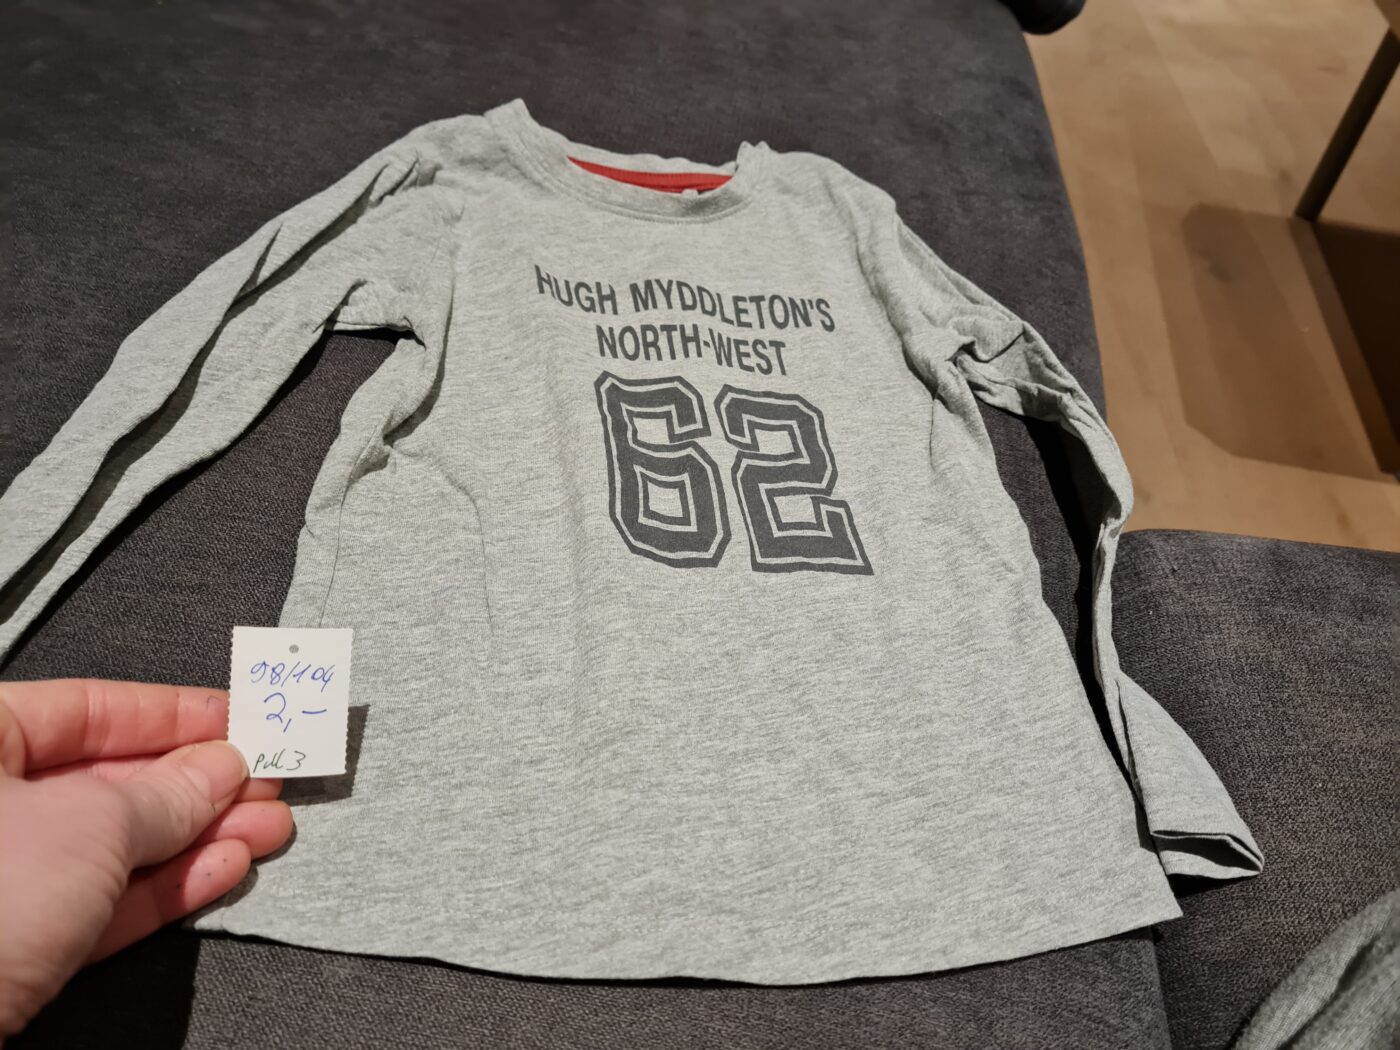 HUGH MYDDLETON'S
NORTH-WEST
62
98/104
2,-